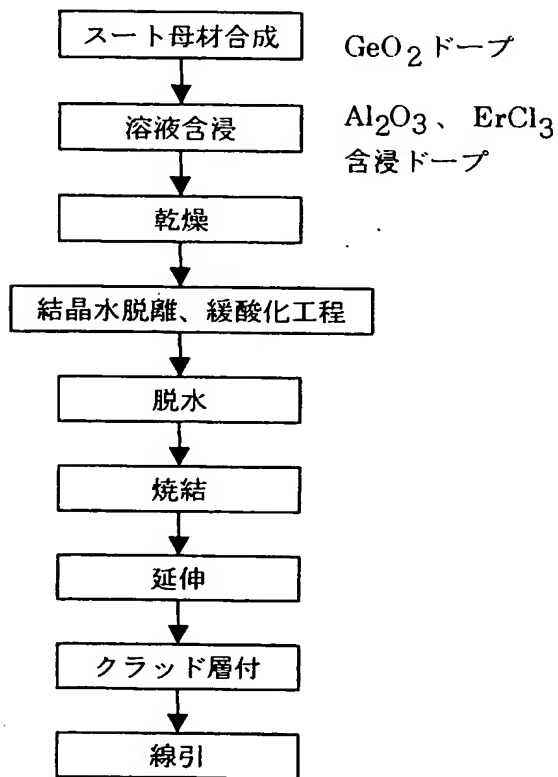 スート母材合成
GeO2 ドープ
溶液含浸
Al2O3 、 ErCl3
含浸ドープ
乾燥
結晶水脱離、緩酸化工程
脱水
焼結
延伸
クラッド層付
線引